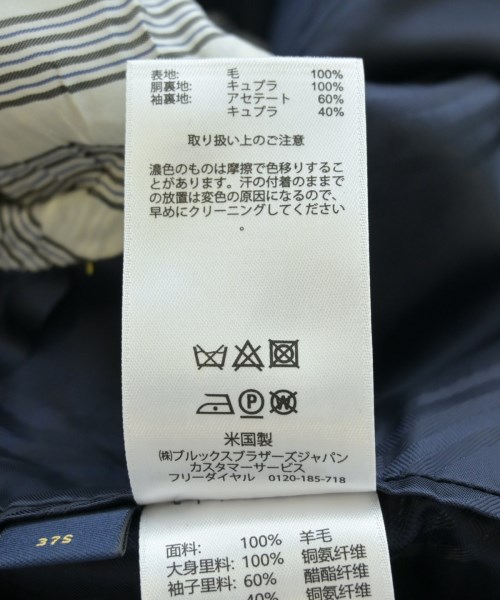 表地: 毛 100%
胴裏地: キュプラ 100%
袖裏地: アセテート 60%
キュプラ 40%
取り扱い上のご注意
濃色のものは摩擦で色移りするこ
とがあります。汗の付着のままで
の放置は変色の原因になるので、
早めにクリーニングしてください
。
P W
米国製
㈱ブルックスブラザーズジャパン
カスタマーサービス
フリーダイヤル 0120-185-718
37S
面料: 100% 羊毛
大身里料: 100% 铜氨纤维
袖子里料: 60% 醋酯纤维
40% 铜氨纤维